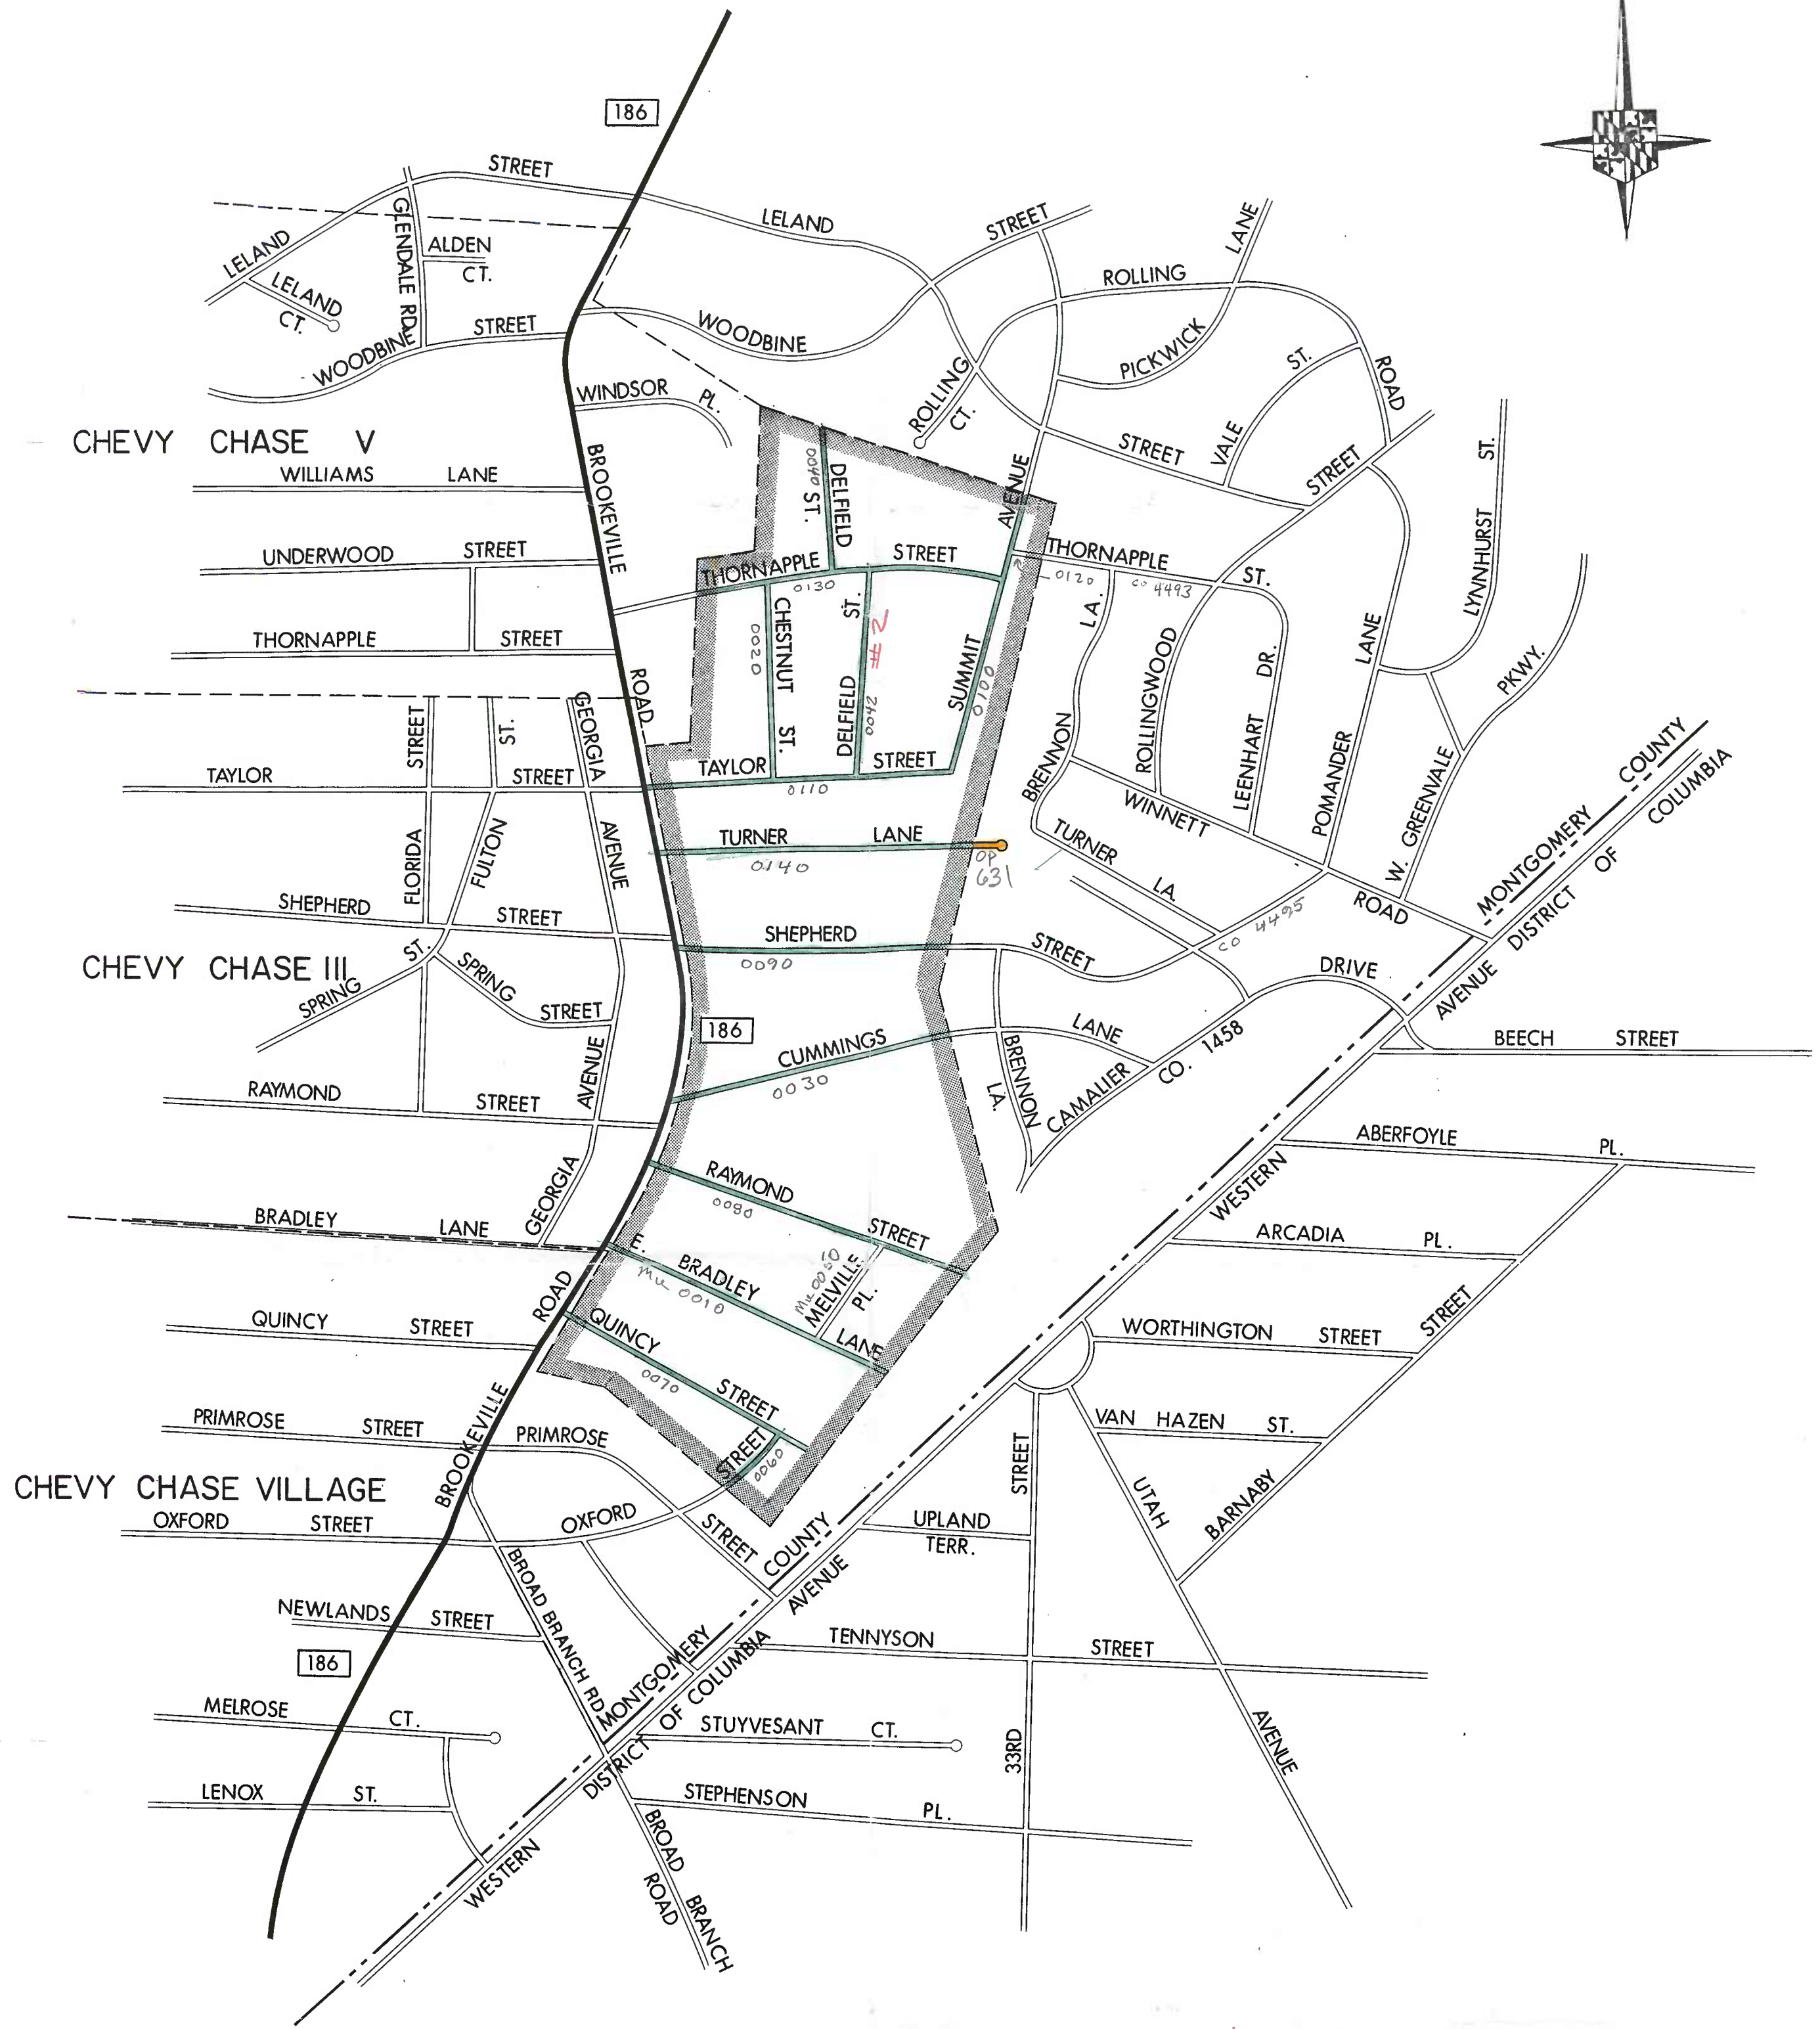 186
STREET
LELAND
STREET
LANE
GLENDALE RD.
ALDEN
CT.
LELAND
LELAND
CT.
ROLLING
WOODBINE
STREET
WOODBINE
PICKWICK
ST.
ROAD
ROLLING
CT.
WINDSOR PL.
CHEVY CHASE V
WILLIAMS LANE
BROOKEVILLE
STREET
VALE
STREET
ST.
LYNNHURST
AVENUE
DELFIELD
ST.
0040
UNDERWOOD STREET
THORNAPPLE STREET
0130
THORNAPPLE
ST.
0120
CO 4493
THORNAPPLE STREET
CHESTNUT
ST.
0020
ST.
DELFIELD
0042
# 2
SUMMIT
0100
LA.
BRENNON
ROLLINGWOOD
DR.
LEENHART
LANE
POMANDER
PKWY.
W. GREENVALE
ROAD
STREET
ST.
GEORGIA
TAYLOR STREET
TAYLOR STREET
0110
FLORIDA
FULTON
AVENUE
TURNER LANE
0140
OP
631
TURNER
LA.
WINNETT
ROAD
MONTGOMERY COUNTY
DISTRICT OF COLUMBIA
SHEPHERD STREET
SHEPHERD
0090
STREET
CO 4495
CHEVY CHASE III
SPRING ST.
SPRING
STREET
DRIVE
AVENUE
186
CUMMINGS
0030
LANE
BRENNON
LA.
CAMALIER
CO. 1458
BEECH STREET
AVENUE
RAYMOND STREET
RAYMOND
0080
STREET
ABERFOYLE PL.
WESTERN
BRADLEY LANE
GEORGIA
E. BRADLEY
LANE
Mu 0010
Mu 0050
MELVILLE
PL.
ARCADIA PL.
ROAD
QUINCY STREET
QUINCY
0070
STREET
WORTHINGTON STREET
STREET
PRIMROSE STREET
PRIMROSE
STREET
0060
VAN HAZEN ST.
BROOKEVILLE
CHEVY CHASE VILLAGE
STREET
UTAH
BARNABY
OXFORD STREET
OXFORD
STREET
COUNTY
AVENUE
UPLAND
TERR.
BROAD BRANCH RD.
NEWLANDS STREET
MONTGOMERY
OF COLUMBIA
TENNYSON
STREET
186
MELROSE CT.
STUYVESANT CT.
DISTRICT
33RD
AVENUE
LENOX ST.
STEPHENSON PL.
WESTERN
BROAD BRANCH
ROAD